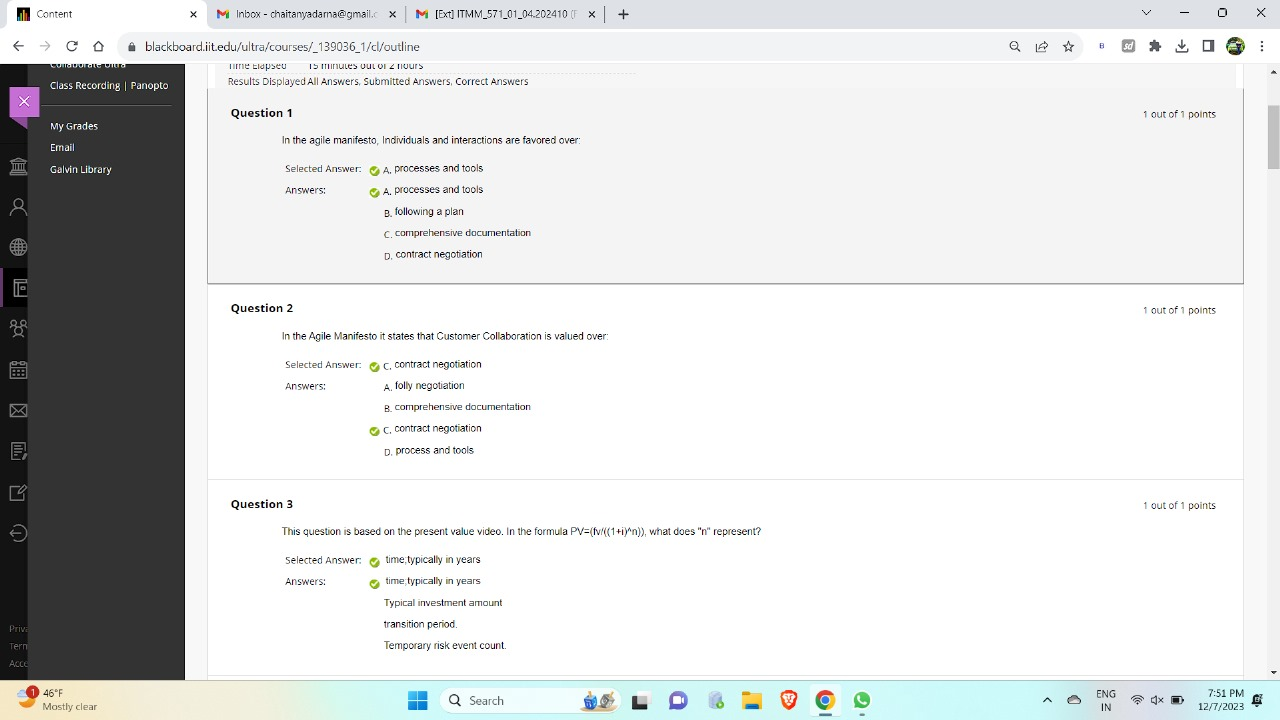 Content
Inbox - chaitanyadarna@gmail.c
[Ext] ITMM_571_01_04.202410 (F
blackboard.iit.edu/ultra/courses/_139036_1/cl/outline
Collaborate Ultra
Class Recording | Panopto
My Grades
Email
Galvin Library
Priva
Term
Acce
Time Elapsed 15 minutes out of 2 hours
Results Displayed All Answers, Submitted Answers, Correct Answers
Question 1
1 out of 1 points
In the agile manifesto, Individuals and interactions are favored over:
Selected Answer: A. processes and tools
Answers: A. processes and tools
B. following a plan
C. comprehensive documentation
D. contract negotiation
Question 2
1 out of 1 points
In the Agile Manifesto it states that Customer Collaboration is valued over:
Selected Answer: C. contract negotiation
Answers: A. folly negotiation
B. comprehensive documentation
C. contract negotiation
D. process and tools
Question 3
1 out of 1 points
This question is based on the present value video. In the formula PV=(fv/((1+i)^n)), what does "n" represent?
Selected Answer: time;typically in years
Answers: time;typically in years
Typical investment amount
transition period.
Temporary risk event count.
1
46°F
Mostly clear
Search
ENG
IN
7:51 PM
12/7/2023